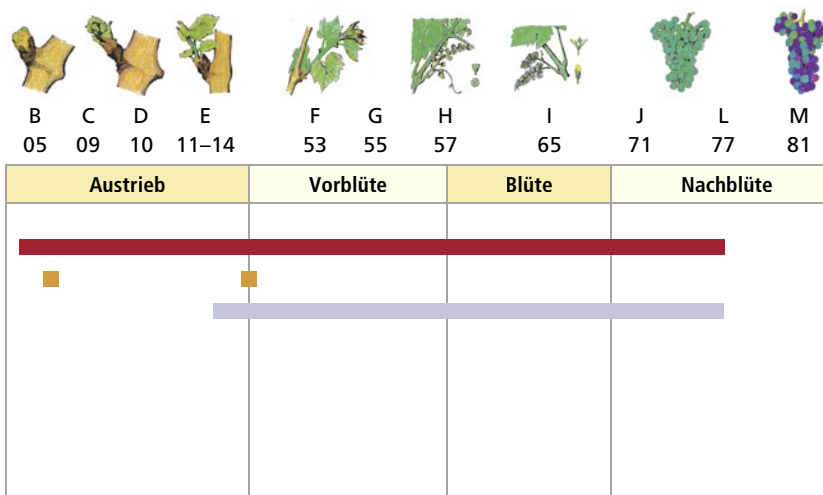 B C D E F G H I J L M
05 09 10 11–14 53 55 57 65 71 77 81
Austrieb Vorblüte Blüte Nachblüte